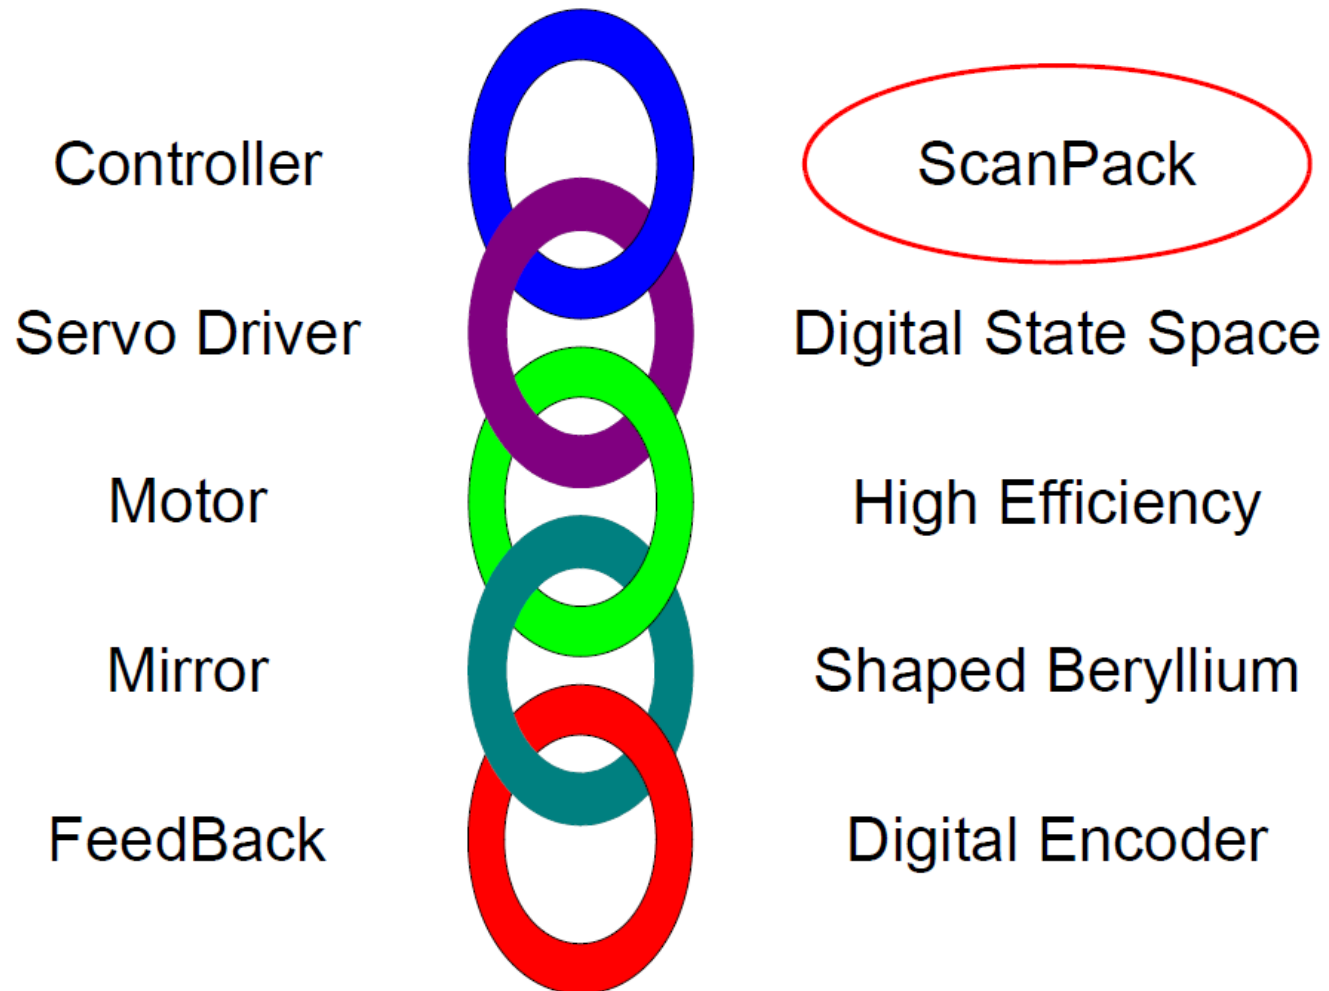 Controller
ScanPack
Servo Driver
Digital State Space
Motor
High Efficiency
Mirror
Shaped Beryllium
FeedBack
Digital Encoder